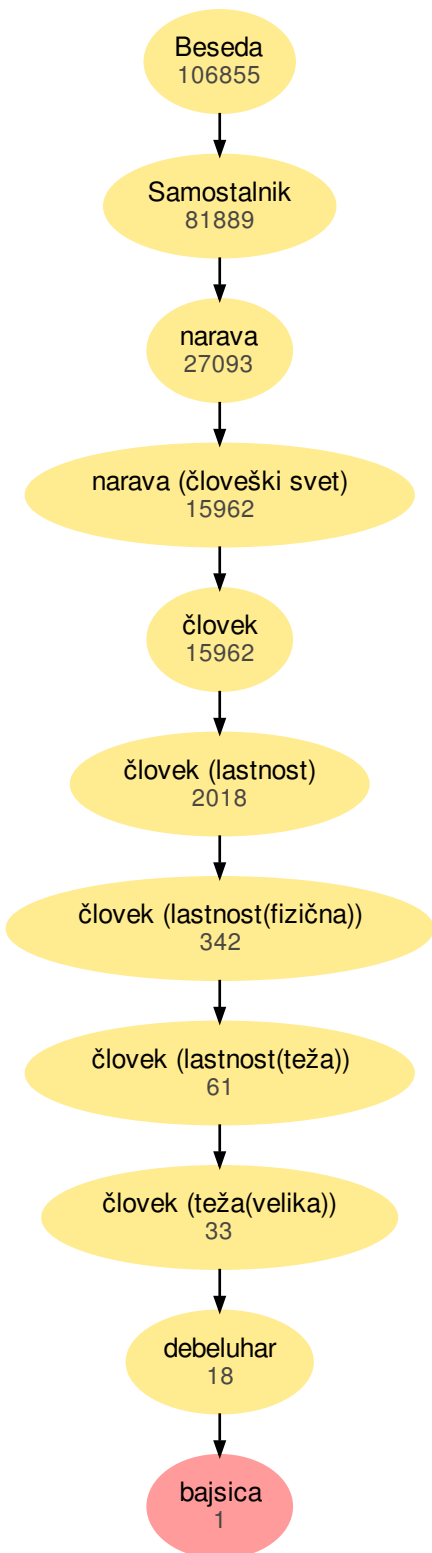 Beseda
106855
Samostalnik
81889
narava
27093
narava (človeški svet)
15962
človek
15962
človek (lastnost)
2018
človek (lastnost(fizična))
342
človek (lastnost(teža))
61
človek (teža(velika))
33
debeluhar
18
bajsica
1